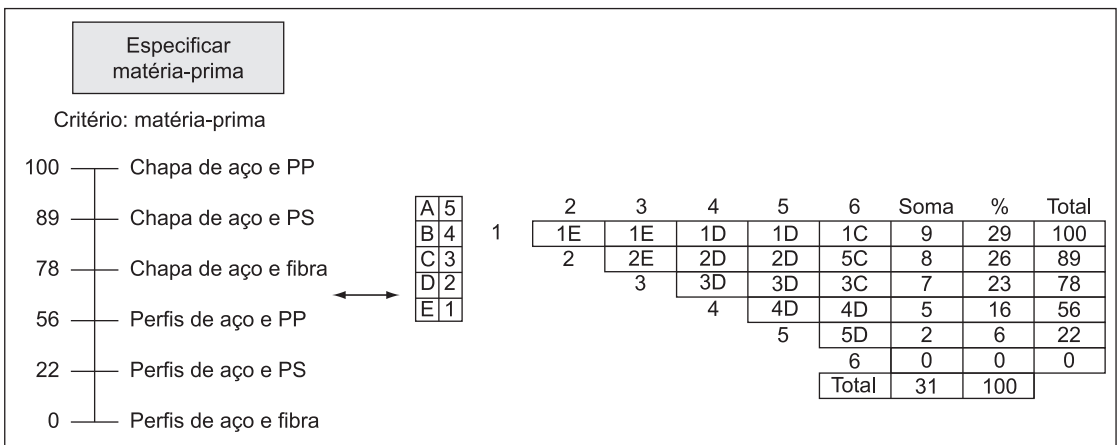 Especificar
matéria-prima
Critério: matéria-prima
100 Chapa de aço e PP
89 Chapa de aço e PS
78 Chapa de aço e fibra
56 Perfis de aço e PP
22 Perfis de aço e PS
0 Perfis de aço e fibra
A 5
B 4
C 3
D 2
E 1
2 3 4 5 6 Soma % Total
1 1E 1E 1D 1D 1C 9 29 100
2 2E 2D 2D 5C 8 26 89
3 3D 3D 3C 7 23 78
4 4D 4D 5 16 56
5 5D 2 6 22
6 0 0 0
Total 31 100